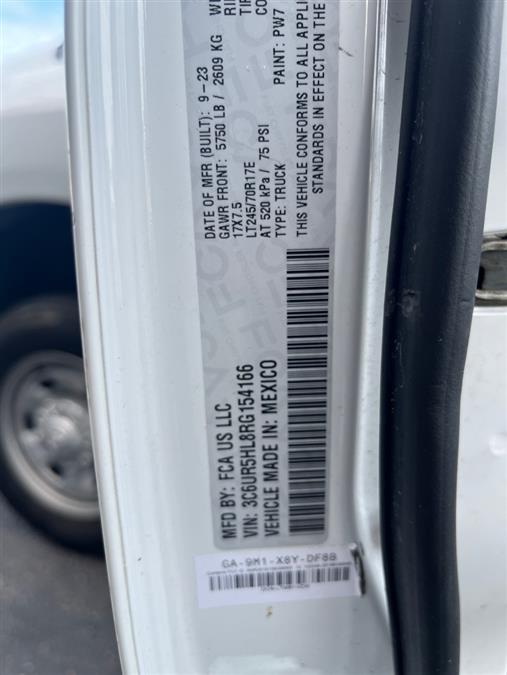 MFD BY: FCA US LLC
DATE OF MFR (BUILT): 9-23
GAWR FRONT: 5750 LB / 2609 KG
17X7.5
LT245/70R17E
AT 520 kPa / 75 PSI
TYPE: TRUCK
PAINT: PW7
VIN: 3C6UR5HL8RG154166
VEHICLE MADE IN: MEXICO
THIS VEHICLE CONFORMS TO ALL APPLI
STANDARDS IN EFFECT ON THE
GA-9M1-X8Y-DF8B